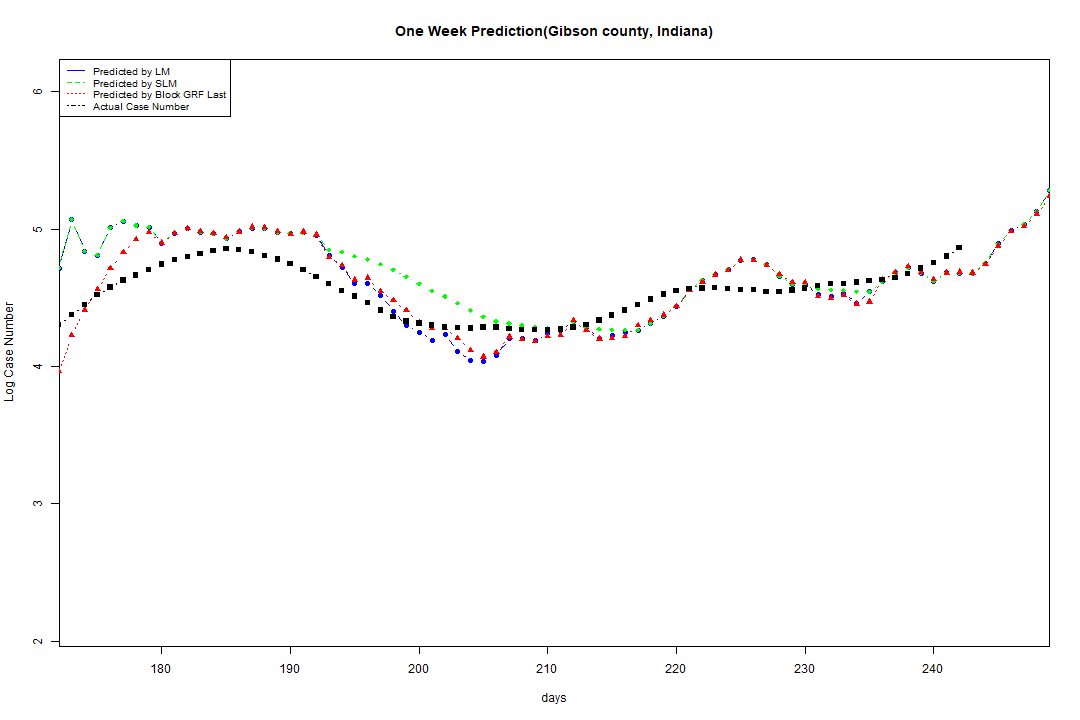 One Week Prediction(Gibson county, Indiana)
Predicted by LM
Predicted by SLM
Predicted by Block GRF Last
Actual Case Number
6
5
4
3
2
Log Case Number
180 190 200 210 220 230 240
days